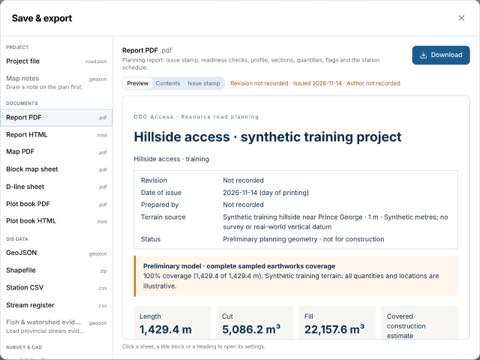 Save & export
PROJECT
Project file
Map notes .geojson
Draw a note on the plan first.
DOCUMENTS
Report PDF .pdf
Report HTML .html
Map PDF .pdf
Block map sheet .pdf
D-line sheet .pdf
Plot book PDF .pdf
Plot book HTML .html
GIS DATA
GeoJSON .geojson
Shapefile .zip
Station CSV .csv
Stream register .csv
Fish & watershed evid... .geojson
Load provincial stream evid...
SURVEY & CAD
Report PDF .pdf
Planning report: issue stamp, readiness checks, profile, sections, quantities, flags and the station
schedule.
Download
Preview Contents Issue stamp Revision not recorded · Issued 2026-11-14 · Author not recorded
Access · Resource road planning
Hillside access · synthetic training project
Hillside access · training
Revision Not recorded
Date of issue 2026-11-14 (day of printing)
Prepared by Not recorded
Terrain source Synthetic training hillside near Prince George · 1 m · Synthetic metres; no
survey or real-world vertical datum
Status Preliminary planning geometry · not for construction
Preliminary model · complete sampled earthworks coverage
100% coverage (1,429.4 of 1,429.4 m). Synthetic training terrain: all quantities and locations are
illustrative.
Length Cut Fill Covered
1,429.4 m 5,086.2 m³ 22,157.6 m³ construction
estimate
Click a sheet, a title block or a heading to open its settings.